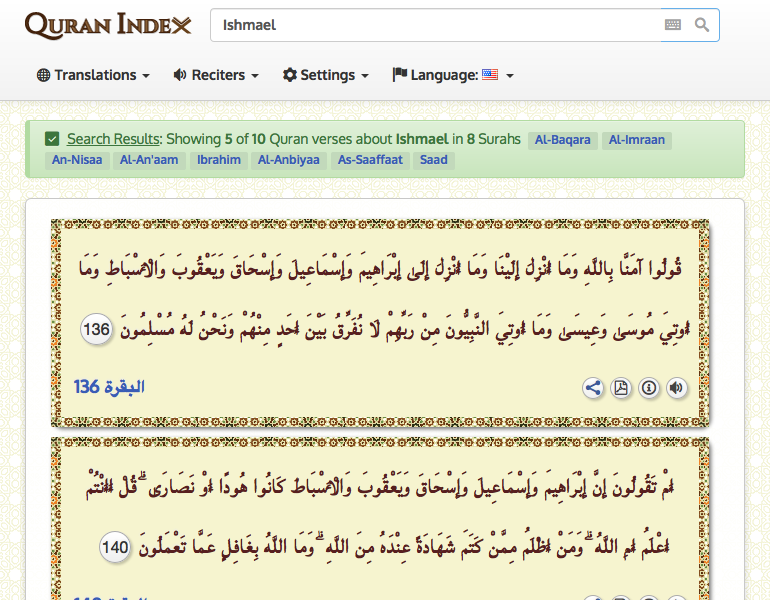 QURAN INDEX
Ishmael
Translations
Reciters
Settings
Language:
Search Results: Showing 5 of 10 Quran verses about Ishmael in 8 Surahs Al-Baqara Al-Imraan
An-Nisaa Al-An'aam Ibrahim Al-Anbiyaa As-Saaffaat Saad
قُولُوا آمَنَّا بِاللَّهِ وَمَا أُنْزِلَ إِلَيْنَا وَمَا أُنْزِلَ إِلَى إِبْرَاهِيمَ وَإِسْمَاعِيلَ وَإِسْحَاقَ وَيَعْقُوبَ وَالْأَسْبَاطِ وَمَا
أُوتِيَ مُوسَى وَعِيسَى وَمَا أُوتِيَ النَّبِيُّونَ مِنْ رَبِّهِمْ لَا نُفَرِّقُ بَيْنَ أَحَدٍ مِنْهُمْ وَنَحْنُ لَهُ مُسْلِمُونَ 136
البقرة 136
أَمْ تَقُولُونَ إِنَّ إِبْرَاهِيمَ وَإِسْمَاعِيلَ وَإِسْحَاقَ وَيَعْقُوبَ وَالْأَسْبَاطَ كَانُوا هُودًا أَوْ نَصَارَى ۗ قُلْ أَأَنْتُمْ
أَعْلَمُ أَمِ اللَّهُ ۗ وَمَنْ أَظْلَمُ مِمَّنْ كَتَمَ شَهَادَةً عِنْدَهُ مِنَ اللَّهِ ۗ وَمَا اللَّهُ بِغَافِلٍ عَمَّا تَعْمَلُونَ 140